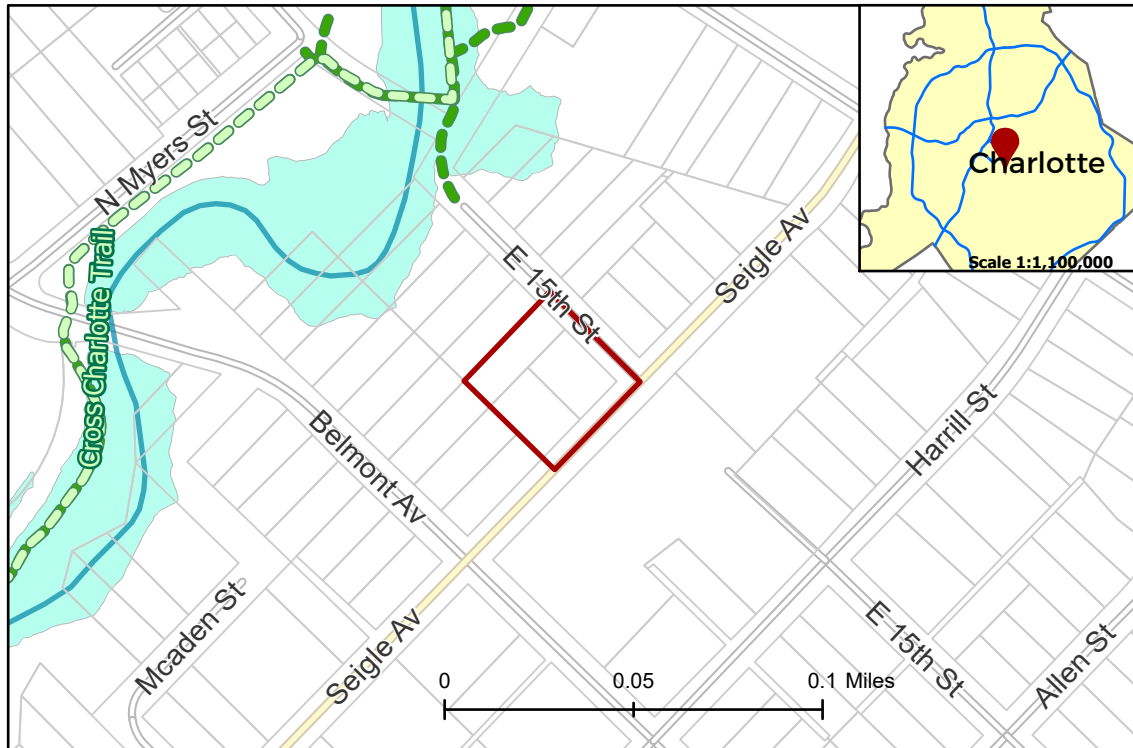 N Myers St
Charlotte
Scale 1:1,100,000
Seigle Av
E 15th St
Cross Charlotte Trail
Belmont Av
Harrill St
Mcaden St
Seigle Av
E 15th St
Allen St
0 0.05 0.1 Miles